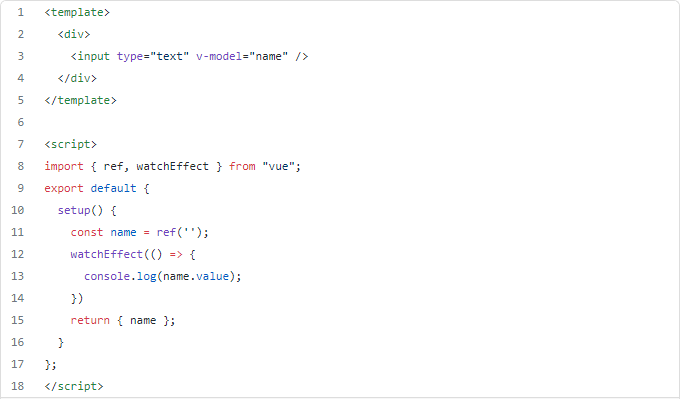 1 <template>
2   <div>
3     <input type="text" v-model="name" />
4   </div>
5 </template>
6
7 <script>
8 import { ref, watchEffect } from "vue";
9 export default {
10   setup() {
11     const name = ref('');
12     watchEffect(() => {
13       console.log(name.value);
14     })
15     return { name };
16   }
17 };
18 </script>